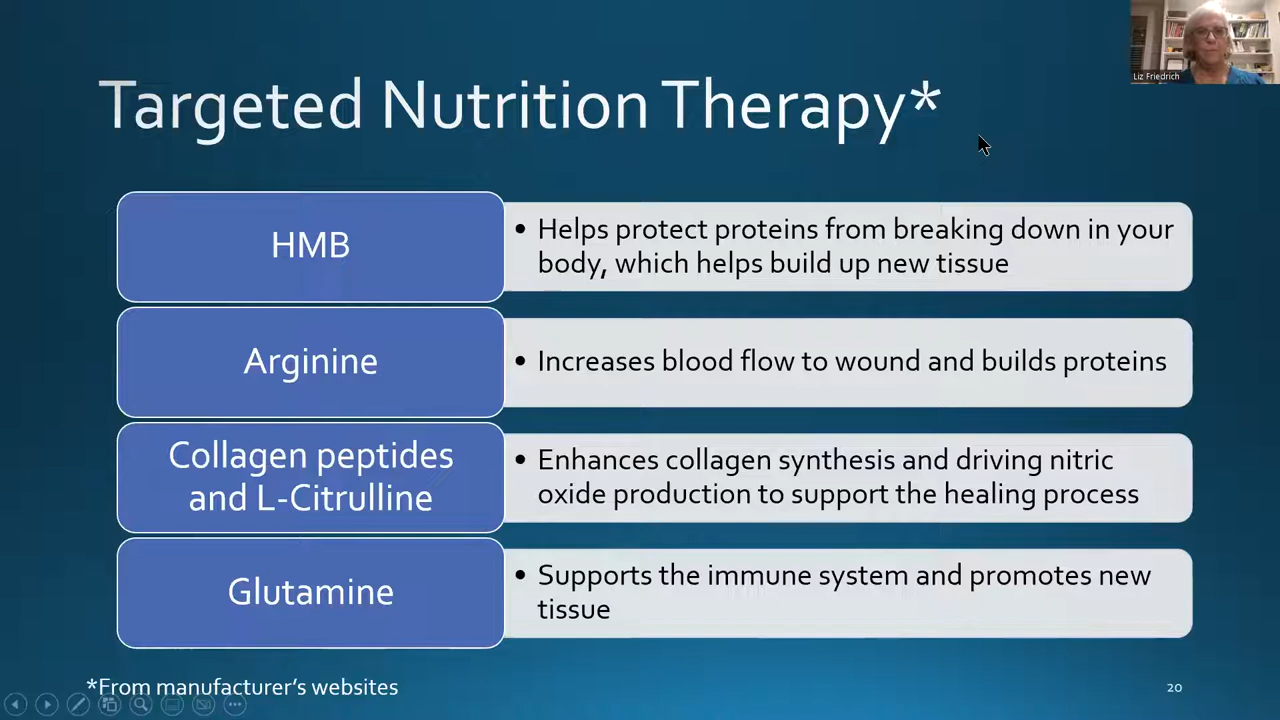 Liz Friedrich
Targeted Nutrition Therapy*
HMB
• Helps protect proteins from breaking down in your
body, which helps build up new tissue
Arginine
• Increases blood flow to wound and builds proteins
Collagen peptides
and L-Citrulline
• Enhances collagen synthesis and driving nitric
oxide production to support the healing process
Glutamine
• Supports the immune system and promotes new
tissue
*From manufacturer's websites
20